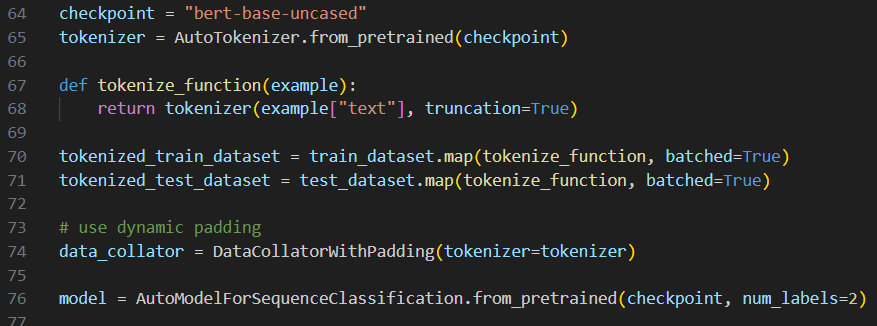 64 checkpoint = "bert-base-uncased"
65 tokenizer = AutoTokenizer.from_pretrained(checkpoint)
66
67 def tokenize_function(example):
68     return tokenizer(example["text"], truncation=True)
69
70 tokenized_train_dataset = train_dataset.map(tokenize_function, batched=True)
71 tokenized_test_dataset = test_dataset.map(tokenize_function, batched=True)
72
73 # use dynamic padding
74 data_collator = DataCollatorWithPadding(tokenizer=tokenizer)
75
76 model = AutoModelForSequenceClassification.from_pretrained(checkpoint, num_labels=2)
77